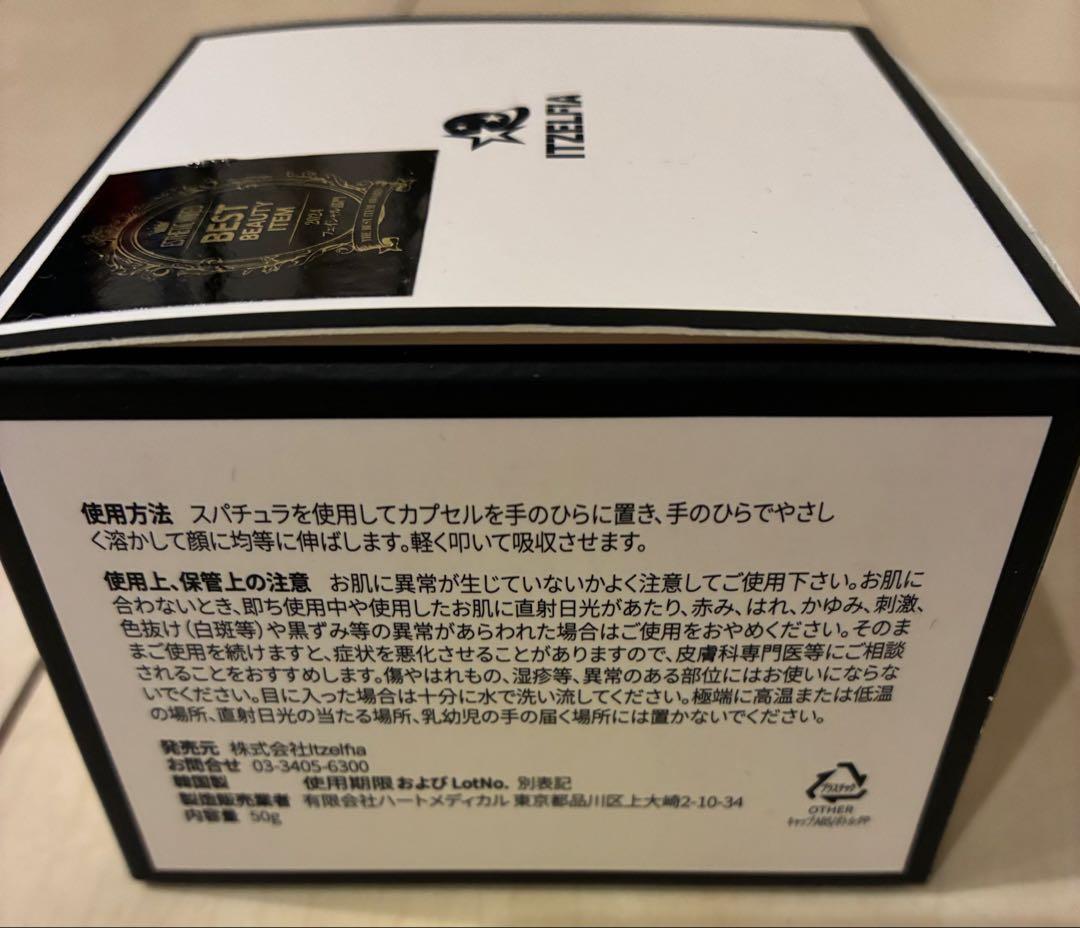 ITZELFIA
BEST
BEAUTY
ITEM
2024
フェイシャル部門
使用方法 スパチュラを使用してカプセルを手のひらに置き、手のひらでやさし
く溶かして顔に均等に伸ばします。軽く叩いて吸収させます。
使用上、保管上の注意 お肌に異常が生じていないかよく注意してご使用下さい。お肌に
合わないとき、即ち使用中や使用したお肌に直射日光があたり、赤み、はれ、かゆみ、刺激、
色抜け(白斑等)や黒ずみ等の異常があらわれた場合はご使用をおやめください。そのま
まご使用を続けますと、症状を悪化させることがありますので、皮膚科専門医等にご相談
されることをおすすめします。傷やはれもの、湿疹等、異常のある部位にはお使いにならな
いでください。目に入った場合は十分に水で洗い流してください。極端に高温または低温
の場所、直射日光の当たる場所、乳幼児の手の届く場所には置かないでください。
発売元 株式会社Itzelfia
お問合せ 03-3405-6300
韓国製 使用期限およびLotNo. 別表記
製造販売業者 有限会社ハートメディカル 東京都品川区上大崎2-10-34
内容量 50g
プラスチック
OTHER